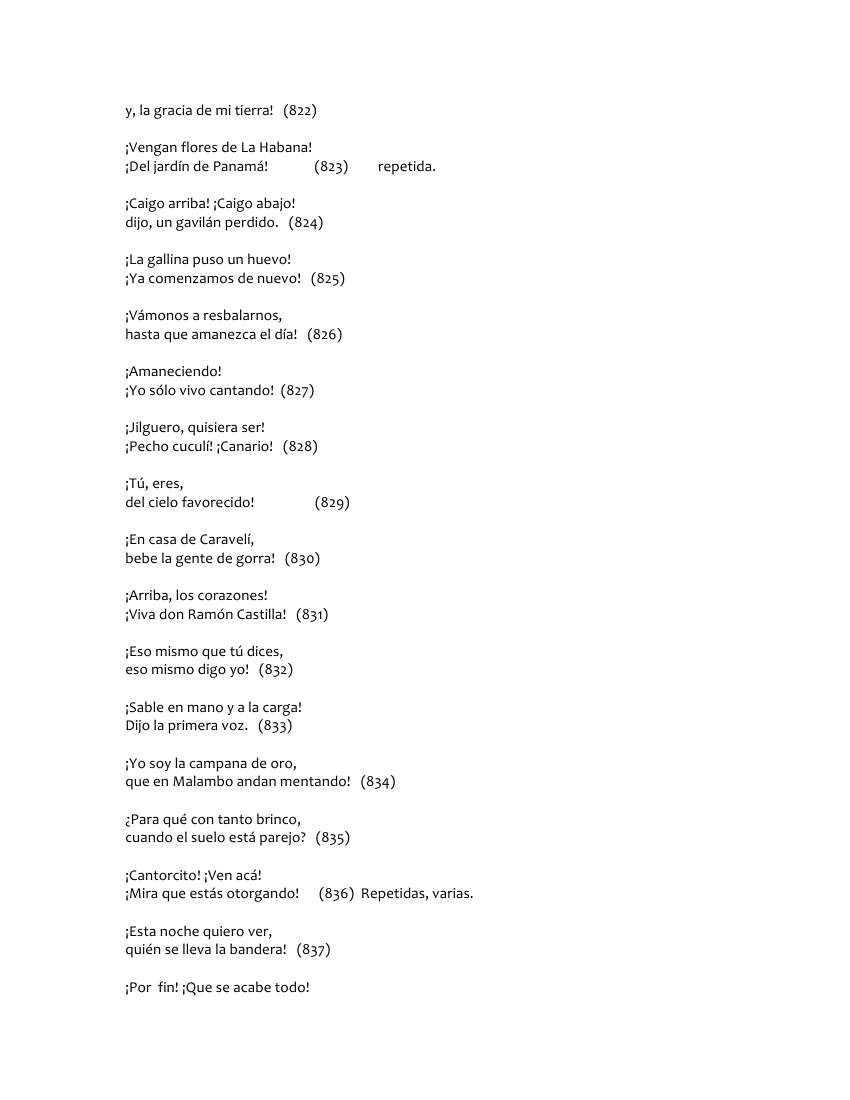 y, la gracia de mi tierra! (822)
¡Vengan flores de La Habana!
¡Del jardín de Panamá! (823) repetida.
¡Caigo arriba! ¡Caigo abajo!
dijo, un gavilán perdido. (824)
¡La gallina puso un huevo!
¡Ya comenzamos de nuevo! (825)
¡Vámonos a resbalarnos,
hasta que amanezca el día! (826)
¡Amaneciendo!
¡Yo sólo vivo cantando! (827)
¡Jilguero, quisiera ser!
¡Pecho cuculí! ¡Canario! (828)
¡Tú, eres,
del cielo favorecido! (829)
¡En casa de Caravelí,
bebe la gente de gorra! (830)
¡Arriba, los corazones!
¡Viva don Ramón Castilla! (831)
¡Eso mismo que tú dices,
eso mismo digo yo! (832)
¡Sable en mano y a la carga!
Dijo la primera voz. (833)
¡Yo soy la campana de oro,
que en Malambo andan mentando! (834)
¿Para qué con tanto brinco,
cuando el suelo está parejo? (835)
¡Cantorcito! ¡Ven acá!
¡Mira que estás otorgando! (836) Repetidas, varias.
¡Esta noche quiero ver,
quién se lleva la bandera! (837)
¡Por fin! ¡Que se acabe todo!